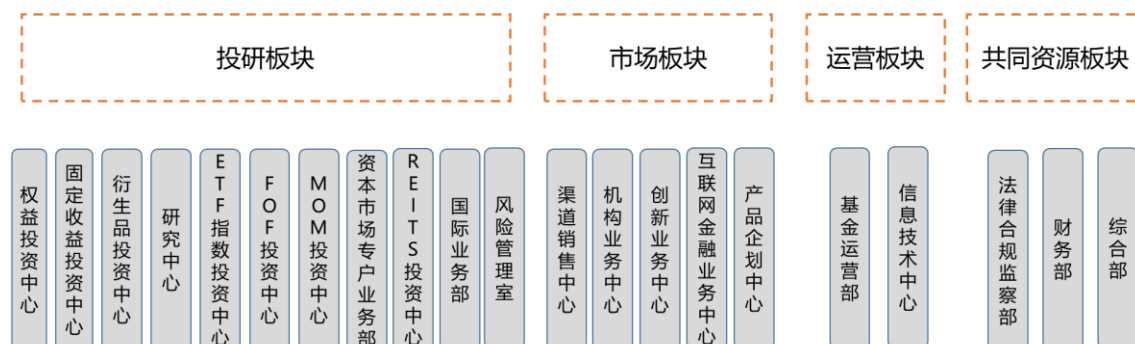 投研板块
市场板块
运营板块
共同资源板块
权益投资中心
固定收益投资中心
衍生品投资中心
研究中心
ETF指数投资中心
FOF投资中心
MOM投资中心
资本市场专户业务部
REITS投资中心
国际业务部
风险管理室
渠道销售中心
机构业务中心
创新业务中心
互联网金融业务中心
产品企划中心
基金运营部
信息技术中心
法律合规监察部
财务部
综合部